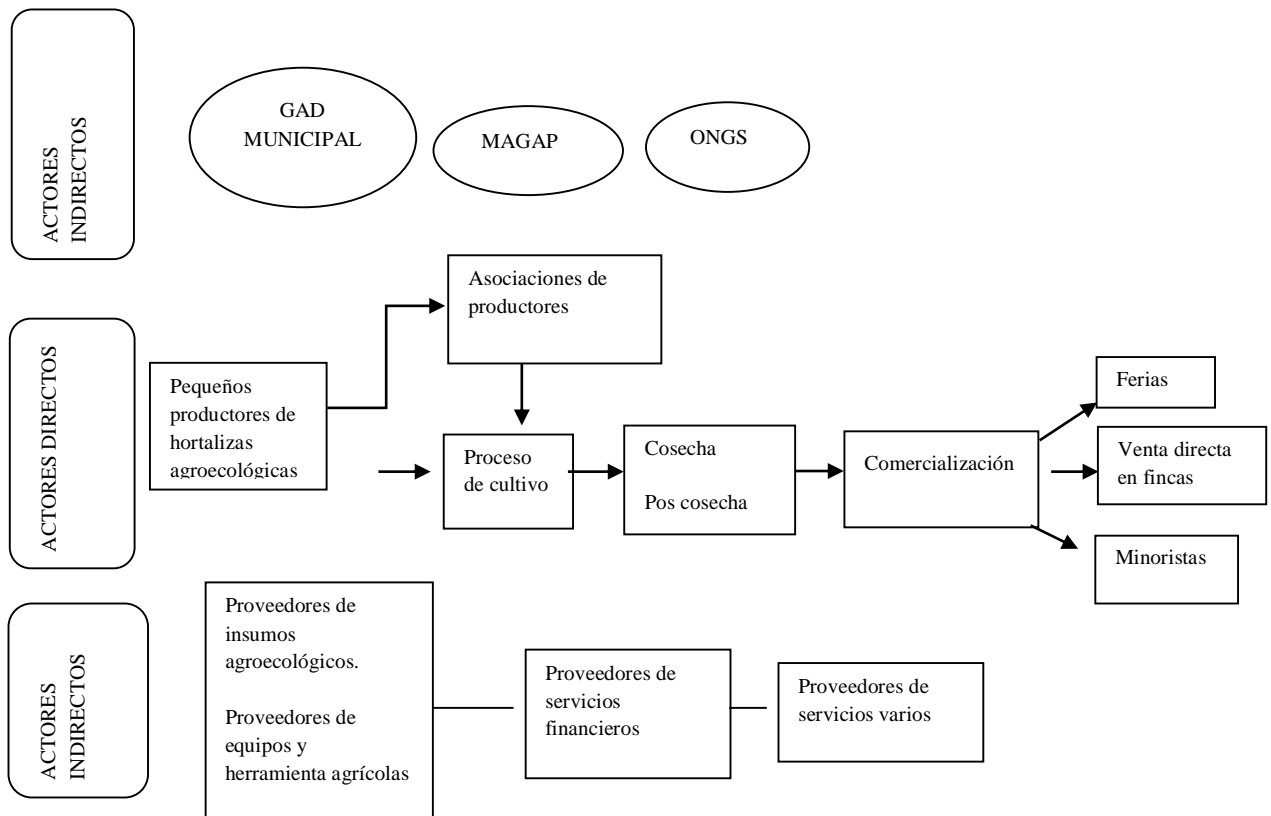 ACTORES
INDIRECTOS
GAD
MUNICIPAL
MAGAP
ONGS
ACTORES DIRECTOS
Pequeños
productores de
hortalizas
agroecológicas
Asociaciones de
productores
Proceso
de cultivo
Cosecha
Pos cosecha
Comercialización
Ferias
Venta directa
en fincas
Minoristas
ACTORES
INDIRECTOS
Proveedores de
insumos
agroecológicos.
Proveedores de
equipos y
herramienta agrícolas
Proveedores de
servicios
financieros
Proveedores de
servicios varios